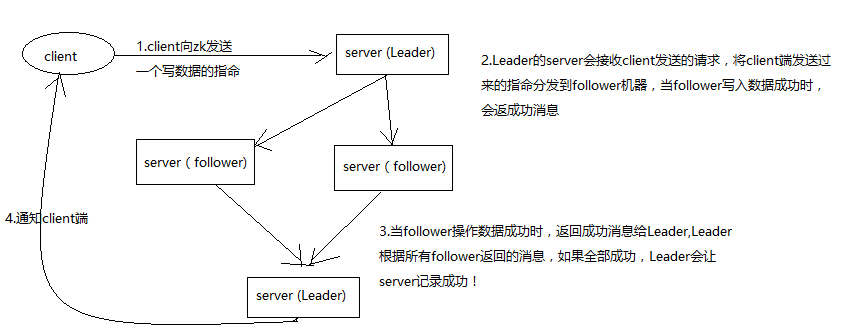 client
1.client向zk发送
一个写数据的指命
server (Leader)
2.Leader的server会接收client发送的请求，将client端发送过
来的指命分发到follower机器，当follower写入数据成功时，
会返成功消息
server（ follower)
server（ follower)
4.通知client端
3.当follower操作数据成功时，返回成功消息给Leader,Leader
根据所有follower返回的消息，如果全部成功，Leader会让
server记录成功！
server (Leader)